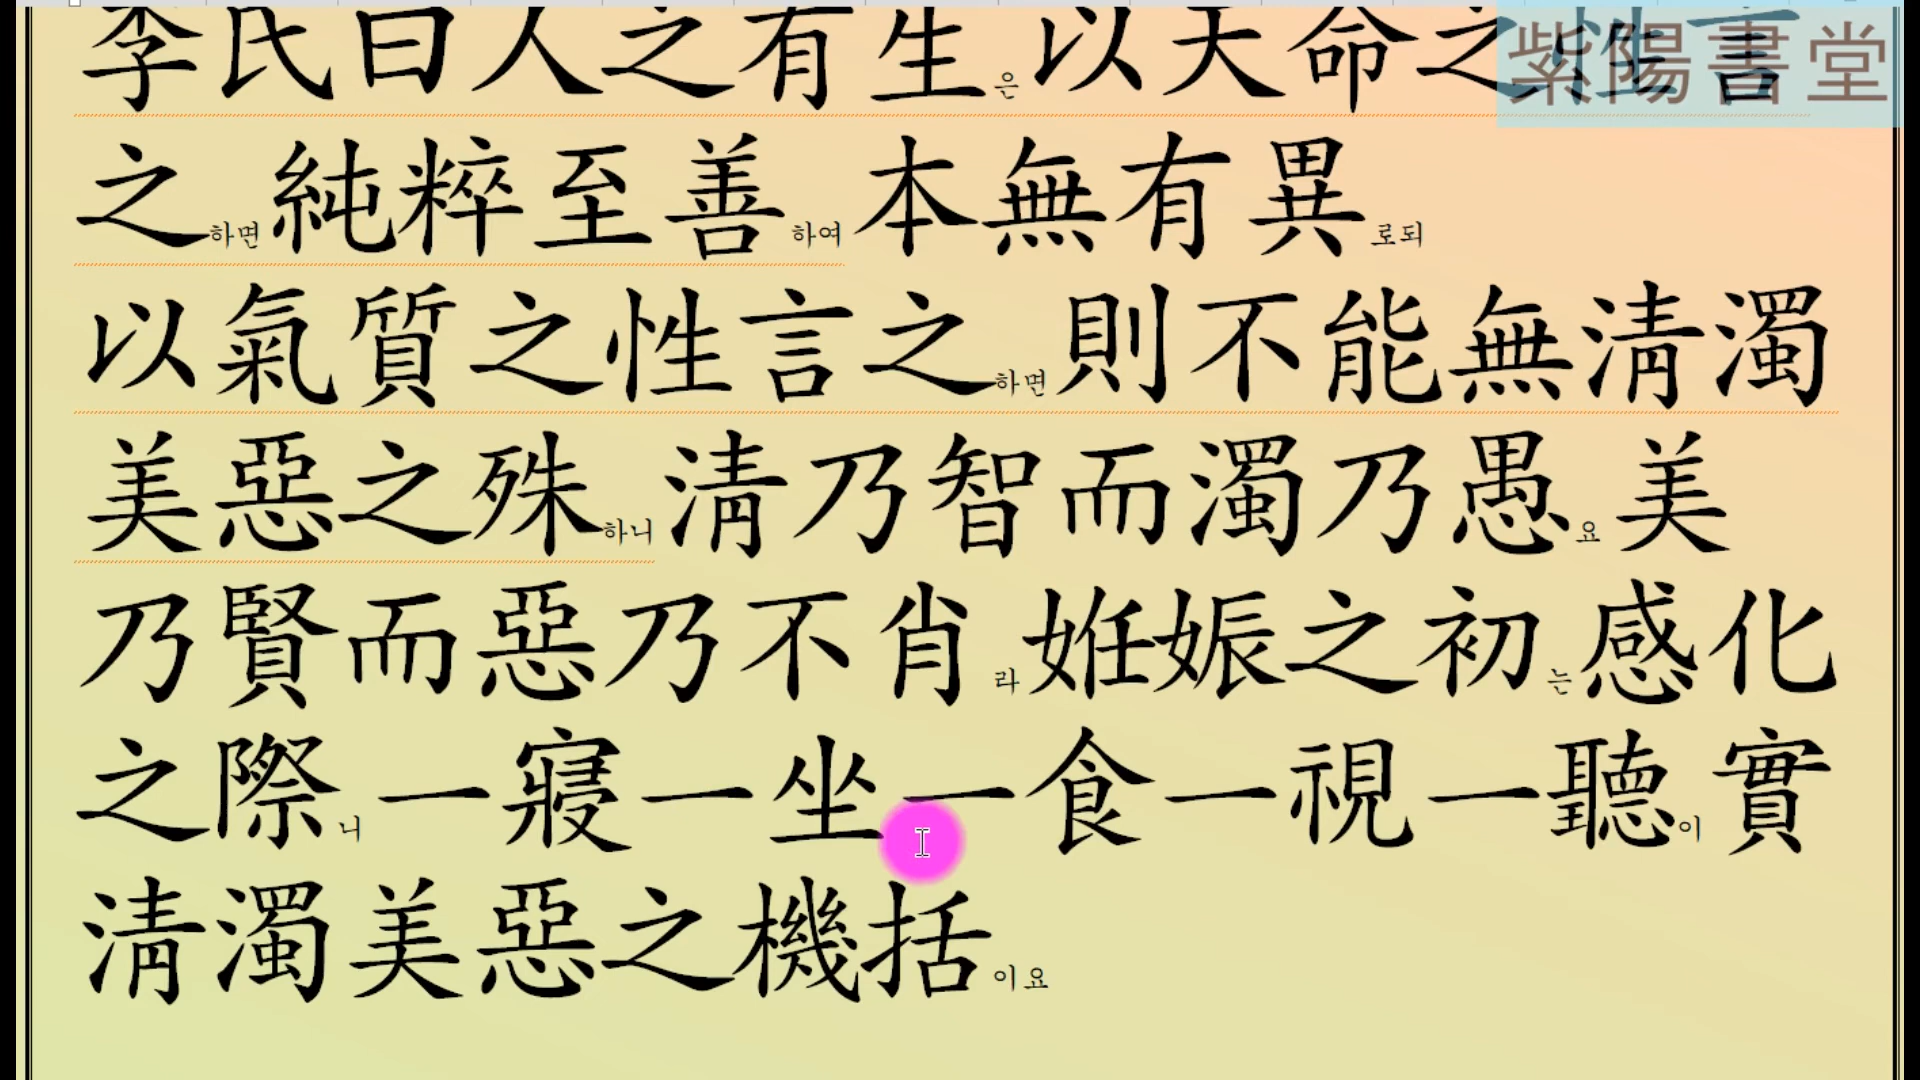 李氏曰人之有生은以天命之性言
紫陽書堂
之하면純粹至善하여本無有異로되
以氣質之性言之하면則不能無淸濁
美惡之殊하니淸乃智而濁乃愚요美
乃賢而惡乃不肖라姙娠之初는感化
之際니一寢一坐一食一視一聽이實
淸濁美惡之機括이요